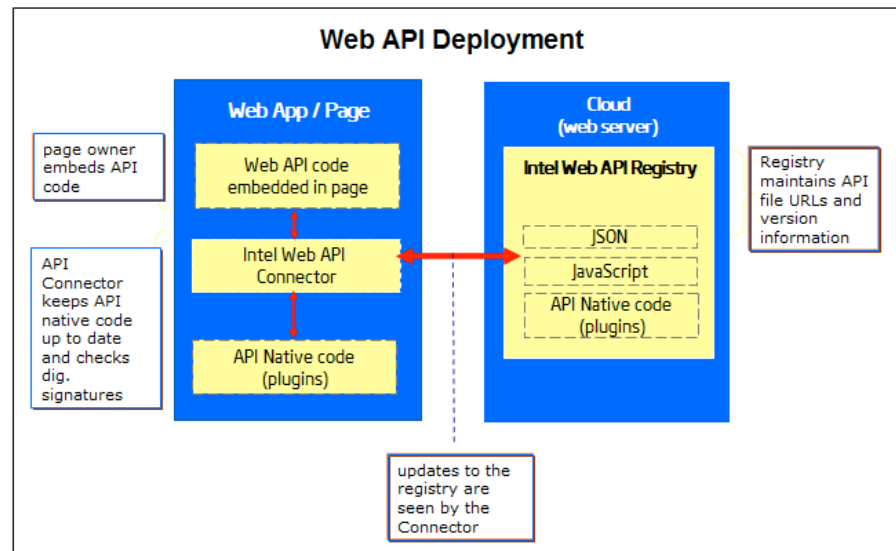 Web API Deployment
Web App / Page
Cloud
(web server)
page owner
embeds API
code
Web API code
embedded in page
Intel Web API Registry
Registry
maintains API
file URLs and
version
information
JSON
Intel Web API
Connector
JavaScript
API
Connector
keeps API
native code
up to date
and checks
dig.
signatures
API Native code
(plugins)
API Native code
(plugins)
updates to the
registry are
seen by the
Connector